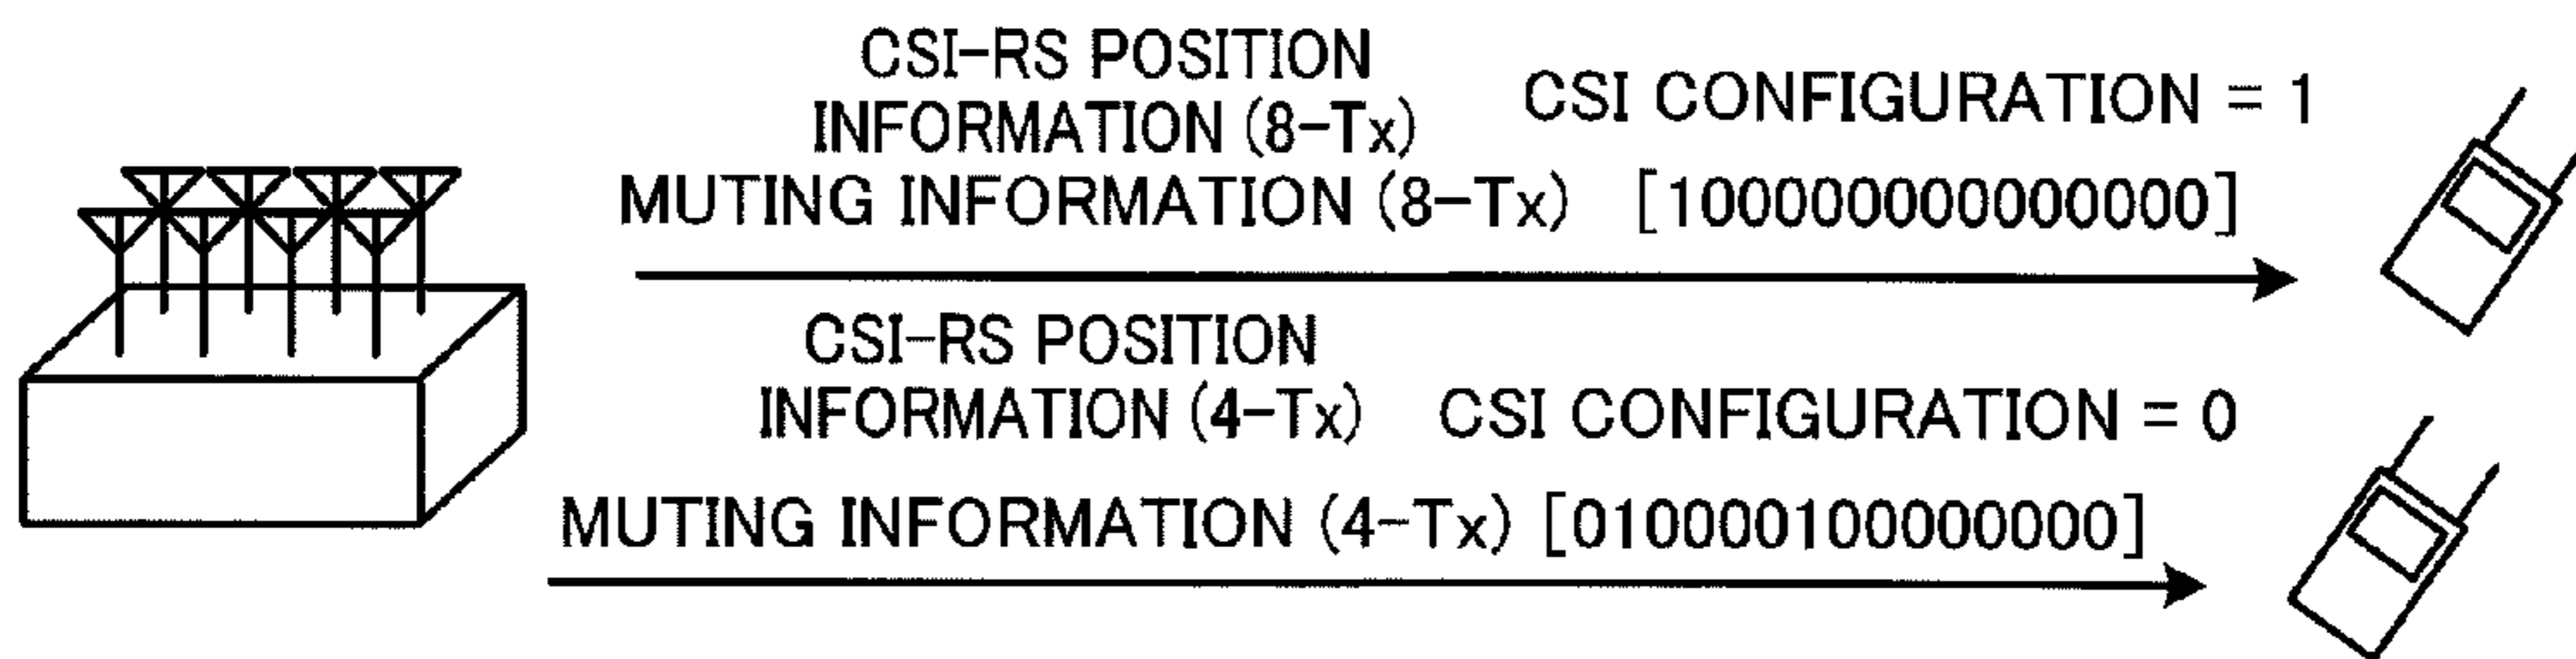 CSI-RS POSITION
INFORMATION (8-Tx)
CSI CONFIGURATION = 1
MUTING INFORMATION (8-Tx) [1000000000000000]
CSI-RS POSITION
INFORMATION (4-Tx) CSI CONFIGURATION = 0
MUTING INFORMATION (4-Tx) [0100001000000000]